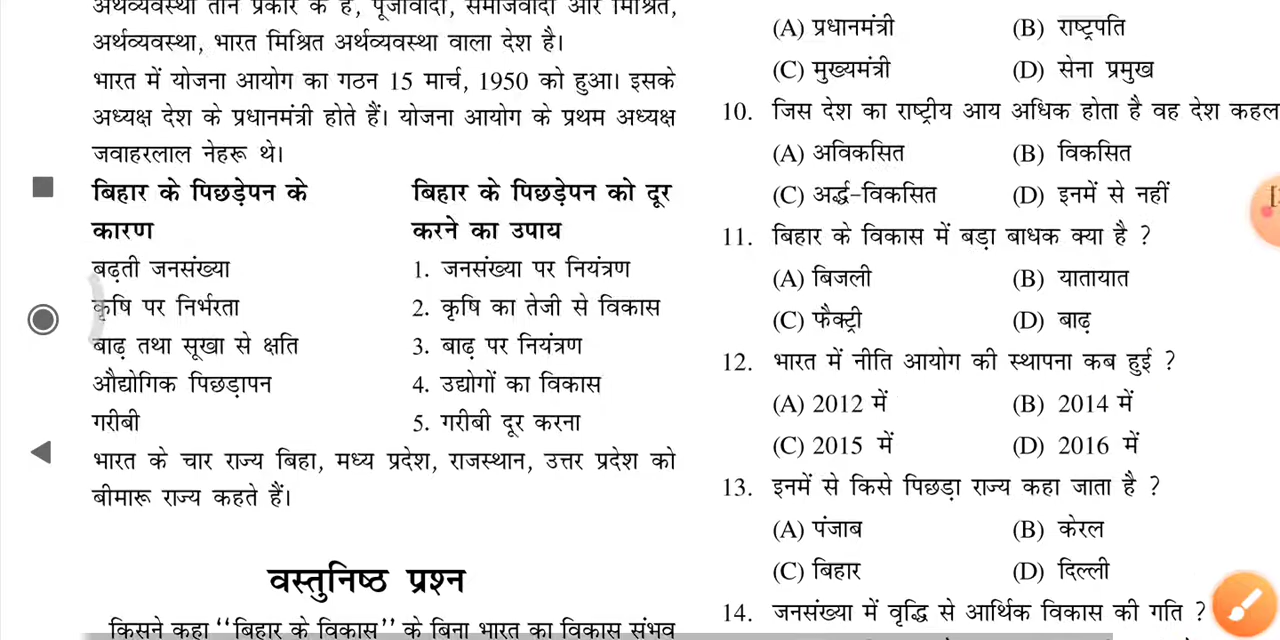 अर्थव्यवस्था तीन प्रकार के हैं, पूंजीवादी, समाजवादी और मिश्रित,
अर्थव्यवस्था, भारत मिश्रित अर्थव्यवस्था वाला देश है।
भारत में योजना आयोग का गठन 15 मार्च, 1950 को हुआ। इसके
अध्यक्ष देश के प्रधानमंत्री होते हैं। योजना आयोग के प्रथम अध्यक्ष
जवाहरलाल नेहरू थे।
बिहार के पिछड़ेपन के कारण
बढ़ती जनसंख्या
कृषि पर निर्भरता
बाढ़ तथा सूखा से क्षति
औद्योगिक पिछड़ापन
गरीबी
बिहार के पिछड़ेपन को दूर
करने का उपाय
1. जनसंख्या पर नियंत्रण
2. कृषि का तेजी से विकास
3. बाढ़ पर नियंत्रण
4. उद्योगों का विकास
5. गरीबी दूर करना
भारत के चार राज्य बिहा, मध्य प्रदेश, राजस्थान, उत्तर प्रदेश को
बीमारू राज्य कहते हैं।
वस्तुनिष्ठ प्रश्न
किसने कहा ‘‘बिहार के विकास’’ के बिना भारत का विकास संभव
(A) प्रधानमंत्री (B) राष्ट्रपति
(C) मुख्यमंत्री (D) सेना प्रमुख
10. जिस देश का राष्ट्रीय आय अधिक होता है वह देश कहल
(A) अविकसित (B) विकसित
(C) अर्द्ध-विकसित (D) इनमें से नहीं
11. बिहार के विकास में बड़ा बाधक क्या है ?
(A) बिजली (B) यातायात
(C) फैक्ट्री (D) बाढ़
12. भारत में नीति आयोग की स्थापना कब हुई ?
(A) 2012 में (B) 2014 में
(C) 2015 में (D) 2016 में
13. इनमें से किसे पिछड़ा राज्य कहा जाता है ?
(A) पंजाब (B) केरल
(C) बिहार (D) दिल्ली
14. जनसंख्या में वृद्धि से आर्थिक विकास की गति ?